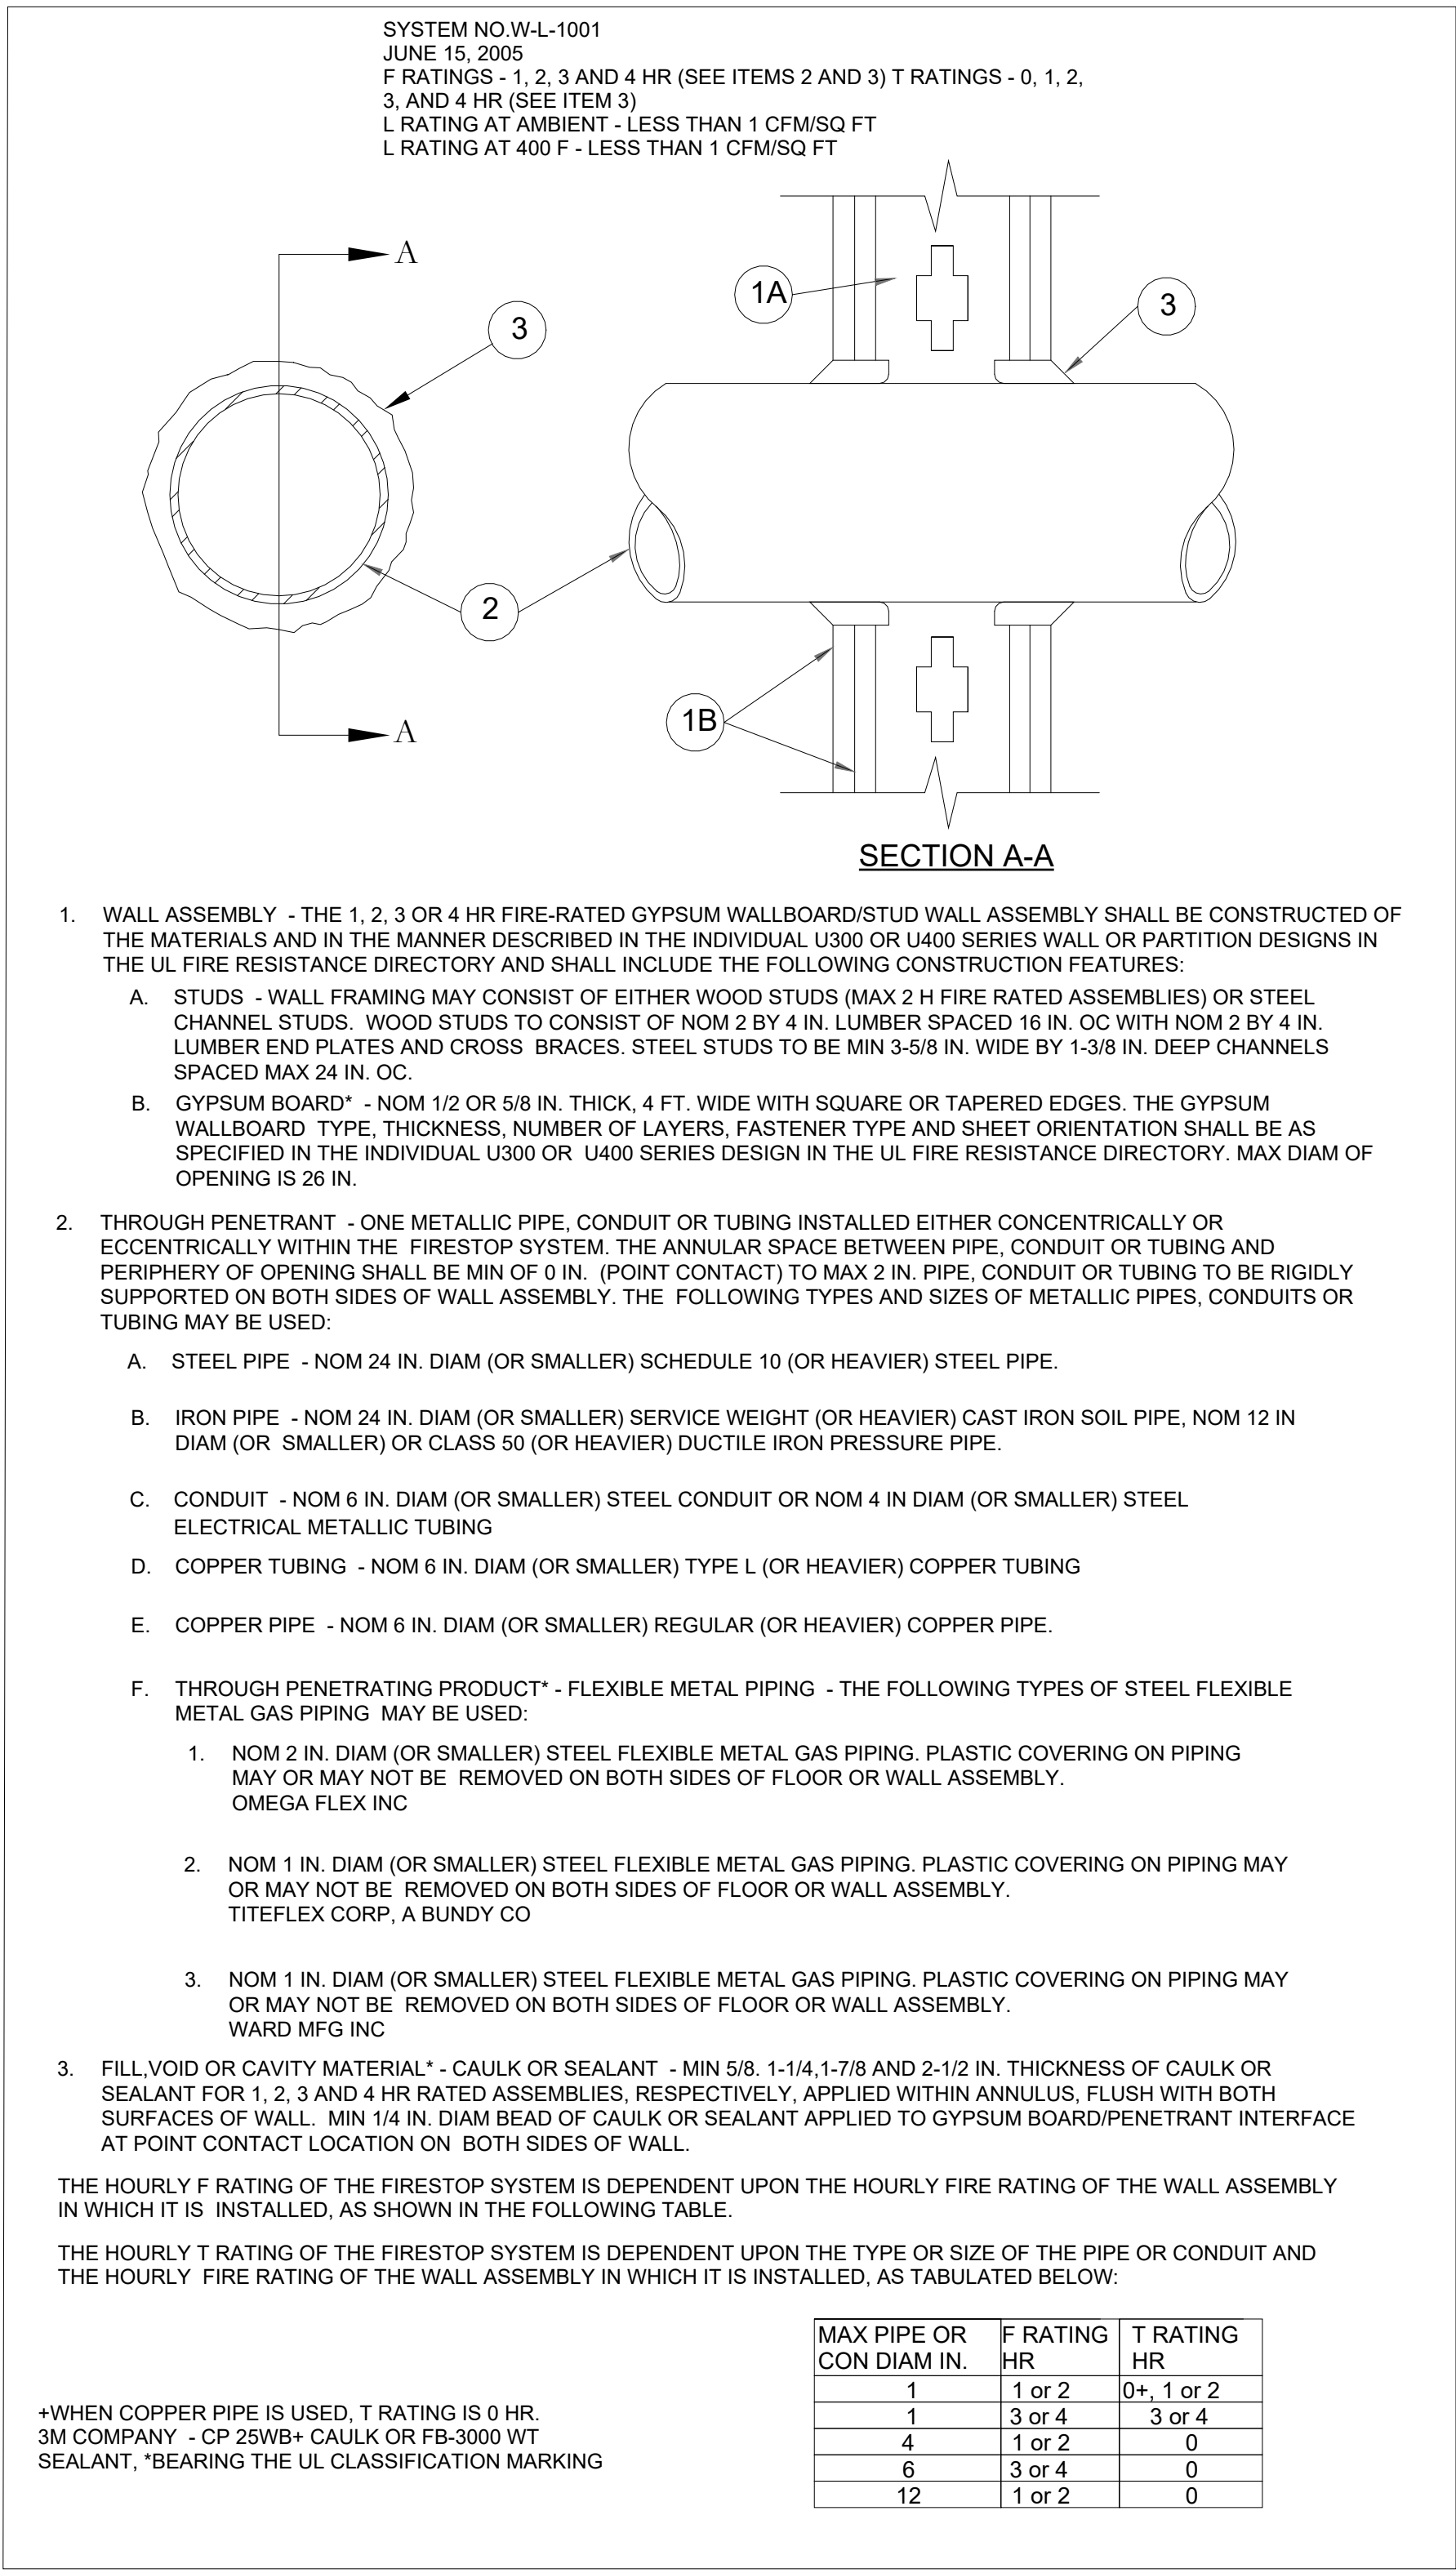 SYSTEM NO.W-L-1001
JUNE 15, 2005
F RATINGS - 1, 2, 3 AND 4 HR (SEE ITEMS 2 AND 3) T RATINGS - 0, 1, 2,
3, AND 4 HR (SEE ITEM 3)
L RATING AT AMBIENT - LESS THAN 1 CFM/SQ FT
L RATING AT 400 F - LESS THAN 1 CFM/SQ FT
A
1A
3
3
2
1B
A
SECTION A-A
1. WALL ASSEMBLY - THE 1, 2, 3 OR 4 HR FIRE-RATED GYPSUM WALLBOARD/STUD WALL ASSEMBLY SHALL BE CONSTRUCTED OF
THE MATERIALS AND IN THE MANNER DESCRIBED IN THE INDIVIDUAL U300 OR U400 SERIES WALL OR PARTITION DESIGNS IN
THE UL FIRE RESISTANCE DIRECTORY AND SHALL INCLUDE THE FOLLOWING CONSTRUCTION FEATURES:
A. STUDS - WALL FRAMING MAY CONSIST OF EITHER WOOD STUDS (MAX 2 H FIRE RATED ASSEMBLIES) OR STEEL
CHANNEL STUDS. WOOD STUDS TO CONSIST OF NOM 2 BY 4 IN. LUMBER SPACED 16 IN. OC WITH NOM 2 BY 4 IN.
LUMBER END PLATES AND CROSS BRACES. STEEL STUDS TO BE MIN 3-5/8 IN. WIDE BY 1-3/8 IN. DEEP CHANNELS
SPACED MAX 24 IN. OC.
B. GYPSUM BOARD* - NOM 1/2 OR 5/8 IN. THICK, 4 FT. WIDE WITH SQUARE OR TAPERED EDGES. THE GYPSUM
WALLBOARD TYPE, THICKNESS, NUMBER OF LAYERS, FASTENER TYPE AND SHEET ORIENTATION SHALL BE AS
SPECIFIED IN THE INDIVIDUAL U300 OR U400 SERIES DESIGN IN THE UL FIRE RESISTANCE DIRECTORY. MAX DIAM OF
OPENING IS 26 IN.
2. THROUGH PENETRANT - ONE METALLIC PIPE, CONDUIT OR TUBING INSTALLED EITHER CONCENTRICALLY OR
ECCENTRICALLY WITHIN THE FIRESTOP SYSTEM. THE ANNULAR SPACE BETWEEN PIPE, CONDUIT OR TUBING AND
PERIPHERY OF OPENING SHALL BE MIN OF 0 IN. (POINT CONTACT) TO MAX 2 IN. PIPE, CONDUIT OR TUBING TO BE RIGIDLY
SUPPORTED ON BOTH SIDES OF WALL ASSEMBLY. THE FOLLOWING TYPES AND SIZES OF METALLIC PIPES, CONDUITS OR
TUBING MAY BE USED:
A. STEEL PIPE - NOM 24 IN. DIAM (OR SMALLER) SCHEDULE 10 (OR HEAVIER) STEEL PIPE.
B. IRON PIPE - NOM 24 IN. DIAM (OR SMALLER) SERVICE WEIGHT (OR HEAVIER) CAST IRON SOIL PIPE, NOM 12 IN
DIAM (OR SMALLER) OR CLASS 50 (OR HEAVIER) DUCTILE IRON PRESSURE PIPE.
C. CONDUIT - NOM 6 IN. DIAM (OR SMALLER) STEEL CONDUIT OR NOM 4 IN DIAM (OR SMALLER) STEEL
ELECTRICAL METALLIC TUBING
D. COPPER TUBING - NOM 6 IN. DIAM (OR SMALLER) TYPE L (OR HEAVIER) COPPER TUBING
E. COPPER PIPE - NOM 6 IN. DIAM (OR SMALLER) REGULAR (OR HEAVIER) COPPER PIPE.
F. THROUGH PENETRATING PRODUCT* - FLEXIBLE METAL PIPING - THE FOLLOWING TYPES OF STEEL FLEXIBLE
METAL GAS PIPING MAY BE USED:
1. NOM 2 IN. DIAM (OR SMALLER) STEEL FLEXIBLE METAL GAS PIPING. PLASTIC COVERING ON PIPING
MAY OR MAY NOT BE REMOVED ON BOTH SIDES OF FLOOR OR WALL ASSEMBLY.
OMEGA FLEX INC
2. NOM 1 IN. DIAM (OR SMALLER) STEEL FLEXIBLE METAL GAS PIPING. PLASTIC COVERING ON PIPING MAY
OR MAY NOT BE REMOVED ON BOTH SIDES OF FLOOR OR WALL ASSEMBLY.
TITEFLEX CORP, A BUNDY CO
3. NOM 1 IN. DIAM (OR SMALLER) STEEL FLEXIBLE METAL GAS PIPING. PLASTIC COVERING ON PIPING MAY
OR MAY NOT BE REMOVED ON BOTH SIDES OF FLOOR OR WALL ASSEMBLY.
WARD MFG INC
3. FILL,VOID OR CAVITY MATERIAL* - CAULK OR SEALANT - MIN 5/8. 1-1/4,1-7/8 AND 2-1/2 IN. THICKNESS OF CAULK OR
SEALANT FOR 1, 2, 3 AND 4 HR RATED ASSEMBLIES, RESPECTIVELY, APPLIED WITHIN ANNULUS, FLUSH WITH BOTH
SURFACES OF WALL. MIN 1/4 IN. DIAM BEAD OF CAULK OR SEALANT APPLIED TO GYPSUM BOARD/PENETRANT INTERFACE
AT POINT CONTACT LOCATION ON BOTH SIDES OF WALL.
THE HOURLY F RATING OF THE FIRESTOP SYSTEM IS DEPENDENT UPON THE HOURLY FIRE RATING OF THE WALL ASSEMBLY
IN WHICH IT IS INSTALLED, AS SHOWN IN THE FOLLOWING TABLE.
THE HOURLY T RATING OF THE FIRESTOP SYSTEM IS DEPENDENT UPON THE TYPE OR SIZE OF THE PIPE OR CONDUIT AND
THE HOURLY FIRE RATING OF THE WALL ASSEMBLY IN WHICH IT IS INSTALLED, AS TABULATED BELOW:
MAX PIPE OR F RATING T RATING
CON DIAM IN. HR HR
1 1 or 2 0+, 1 or 2
1 3 or 4 3 or 4
4 1 or 2 0
6 3 or 4 0
12 1 or 2 0
+WHEN COPPER PIPE IS USED, T RATING IS 0 HR.
3M COMPANY - CP 25WB+ CAULK OR FB-3000 WT
SEALANT, *BEARING THE UL CLASSIFICATION MARKING